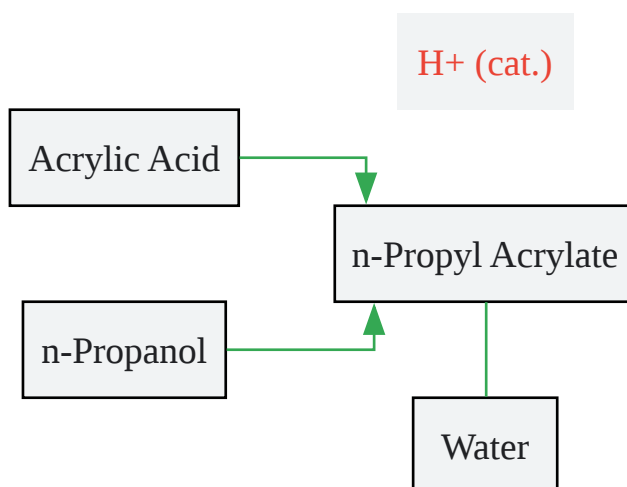 H+ (cat.)
Acrylic Acid
n-Propyl Acrylate
n-Propanol
Water